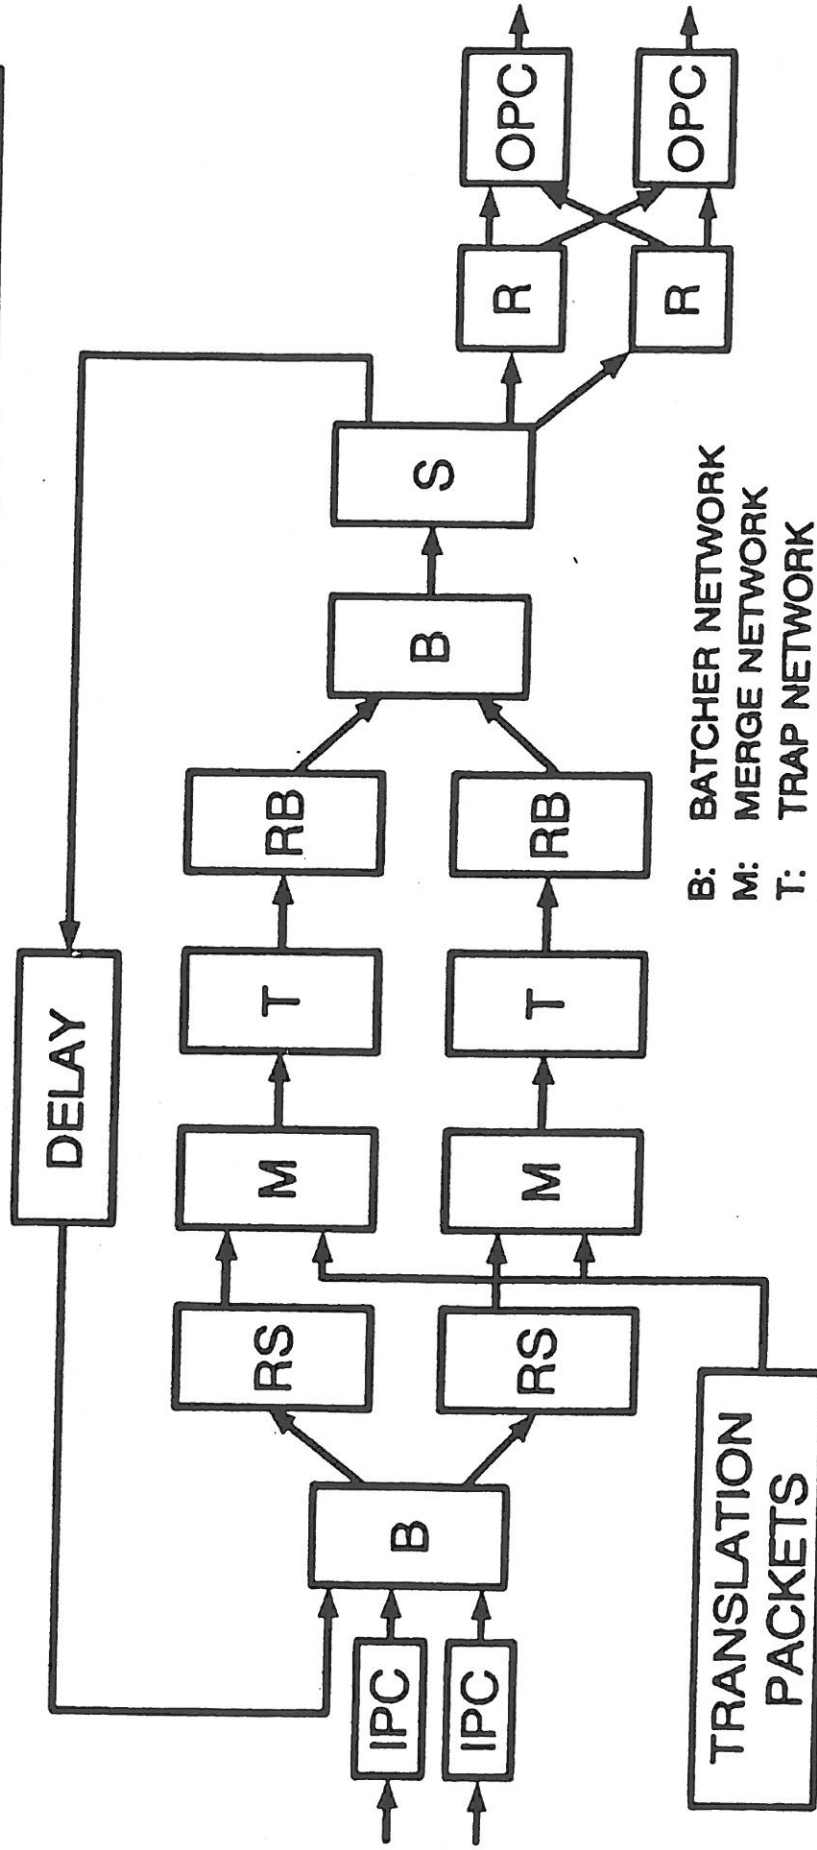 DELAY
IPC
IPC
B
RS
RS
M
M
T
T
RB
RB
B
S
R
R
OPC
OPC
TRANSLATION
PACKETS
B: BATCHER NETWORK
M: MERGE NETWORK
T: TRAP NETWORK